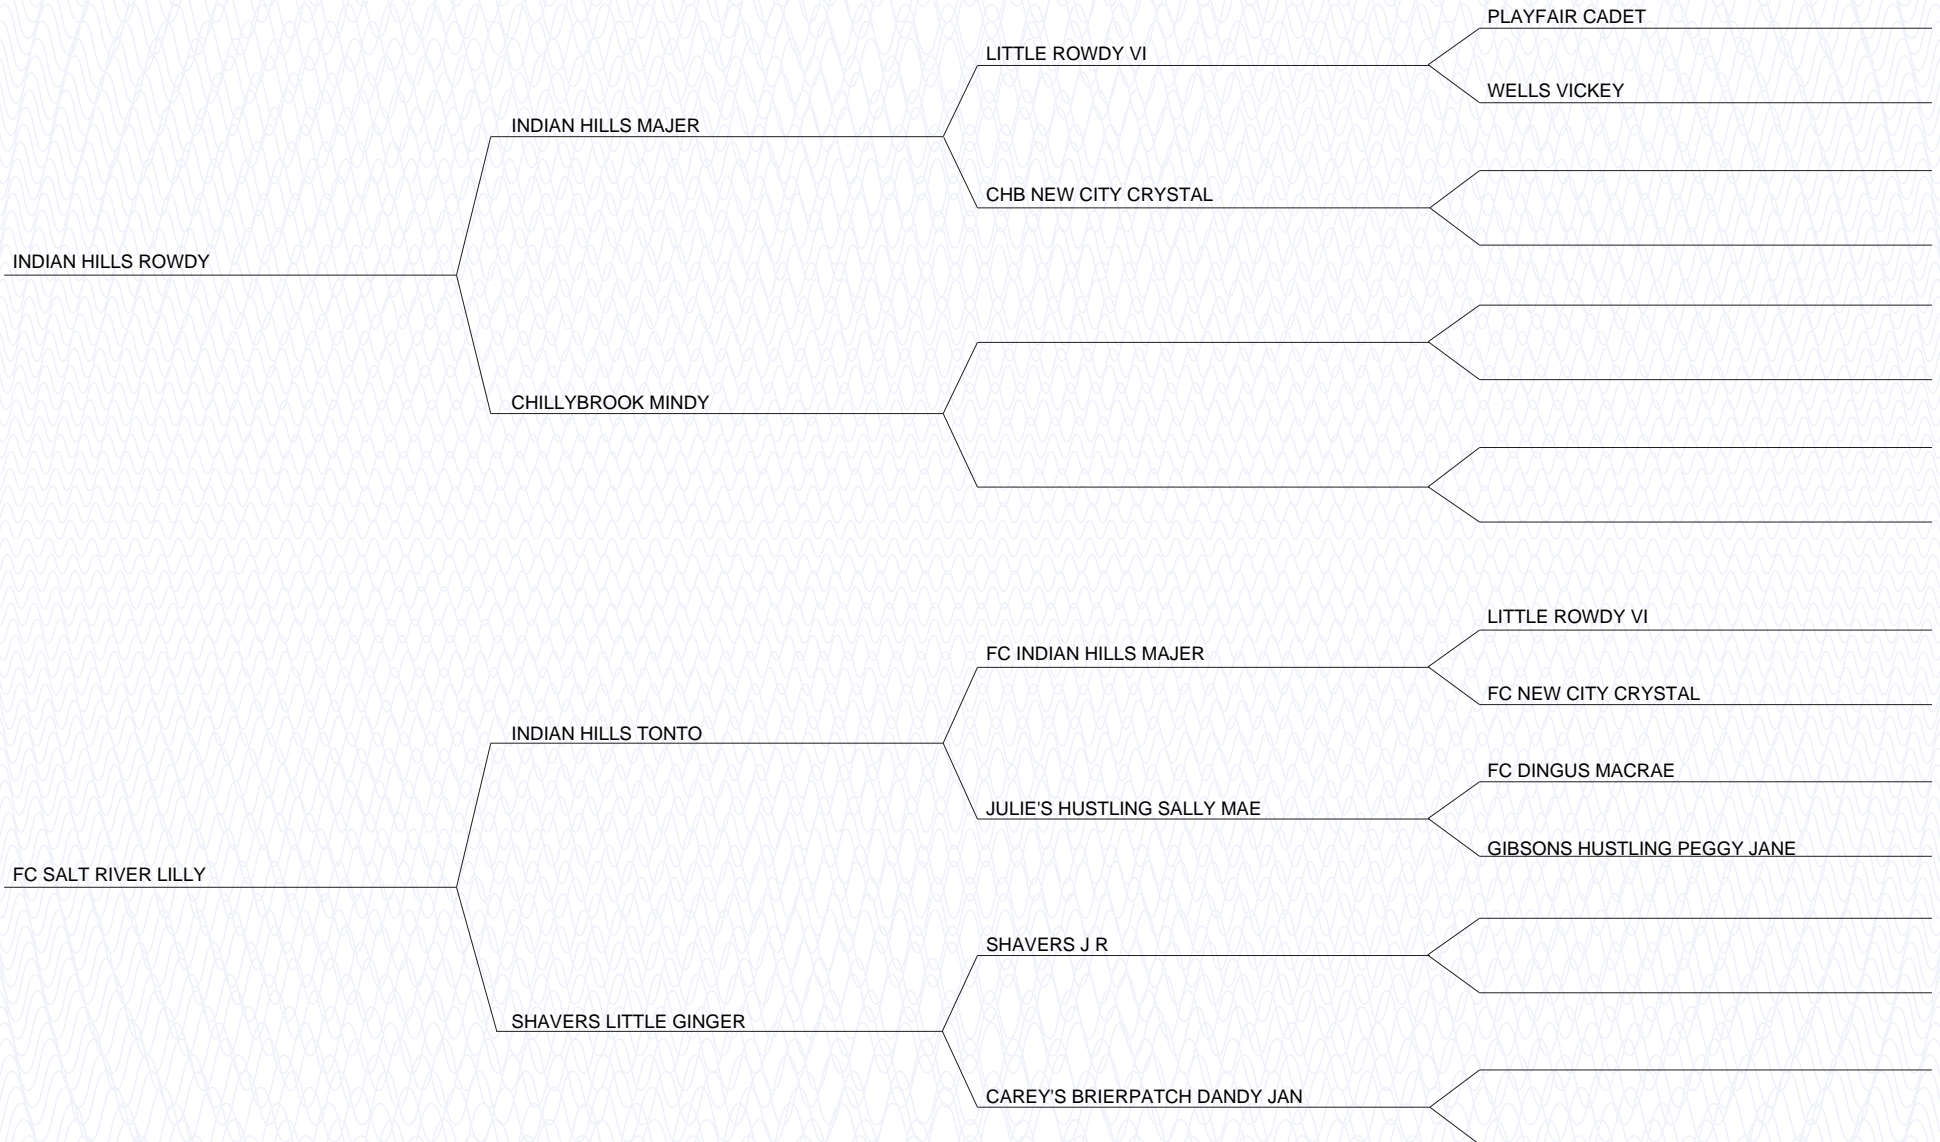 PLAYFAIR CADET
LITTLE ROWDY VI
WELLS VICKEY
INDIAN HILLS MAJER
CHB NEW CITY CRYSTAL
INDIAN HILLS ROWDY
CHILLYBROOK MINDY
LITTLE ROWDY VI
FC INDIAN HILLS MAJER
FC NEW CITY CRYSTAL
INDIAN HILLS TONTO
FC DINGUS MACRAE
JULIE'S HUSTLING SALLY MAE
GIBSONS HUSTLING PEGGY JANE
FC SALT RIVER LILLY
SHAVERS J R
SHAVERS LITTLE GINGER
CAREY'S BRIERPATCH DANDY JAN